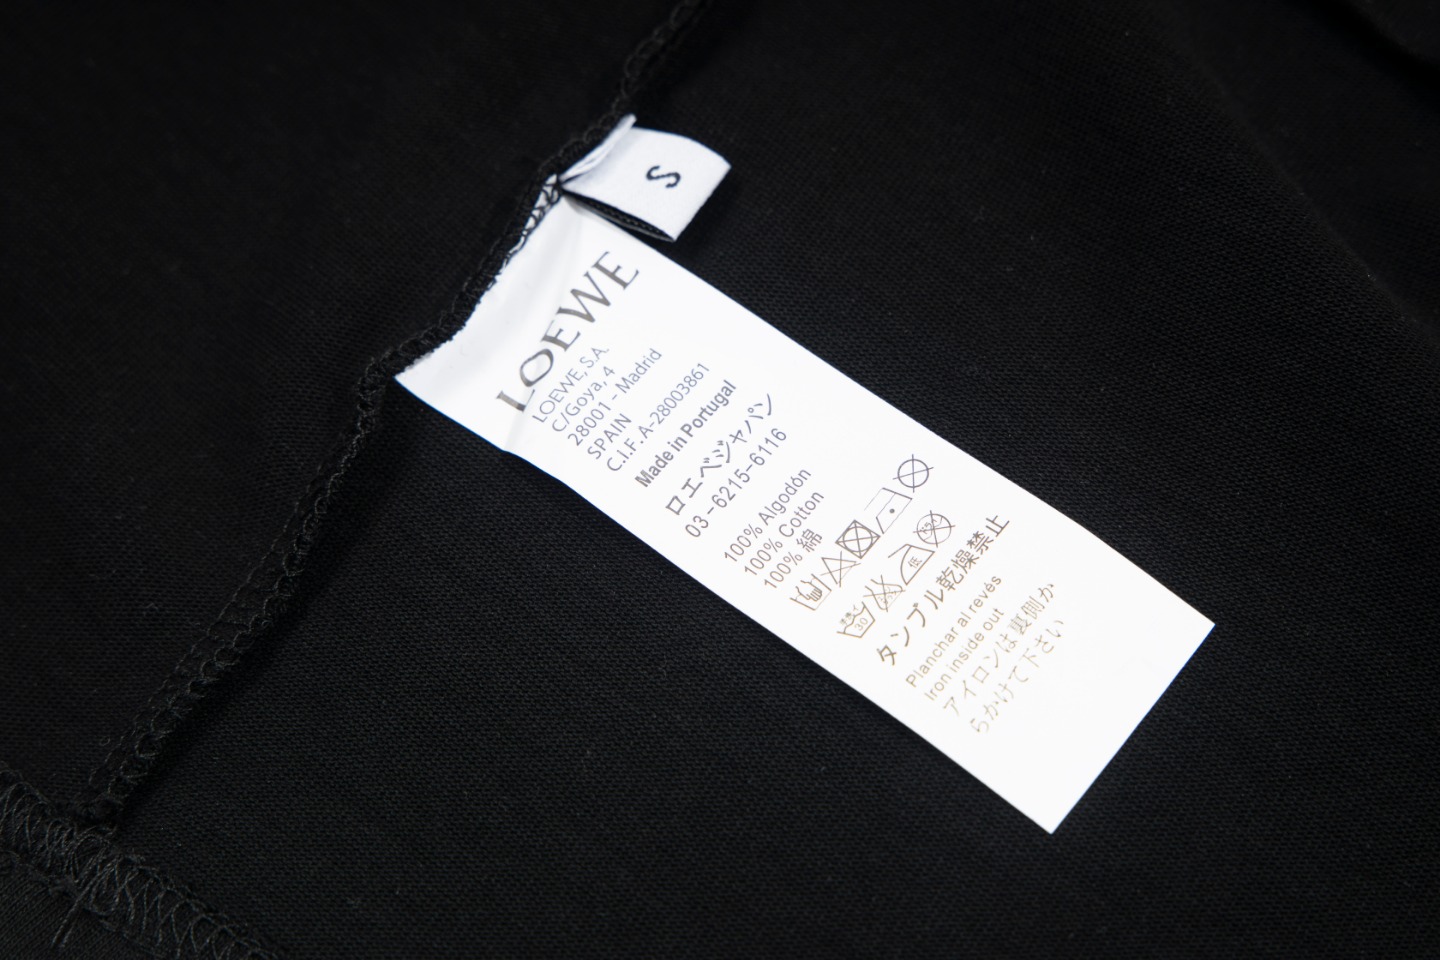 S
LOEWE
LOEWE, S.A.
C/Goya, 4
28001 - Madrid
SPAIN
C.I.F. A-28003861
Made in Portugal
ロエベジャパン
03-6215-6116
100% Algodón
100% Cotton
100% 綿
30
低
タンブル乾燥禁止
Planchar al revés
Iron inside out
アイロンは裏側か
らかけて下さい